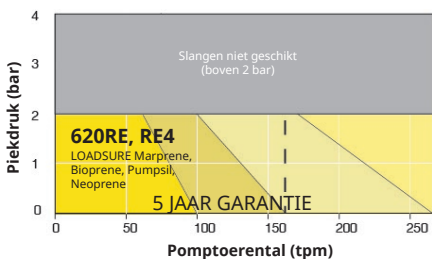 4
Slangen niet geschikt
(boven 2 bar)
3
2
620RE, RE4
LOADSURE Marprene,
Bioprene, Pumpsil,
Neoprene
1
5 JAAR GARANTIE
0
0 50 100 150 200 250
Piekdruk (bar)
Pomptoerental (tpm)